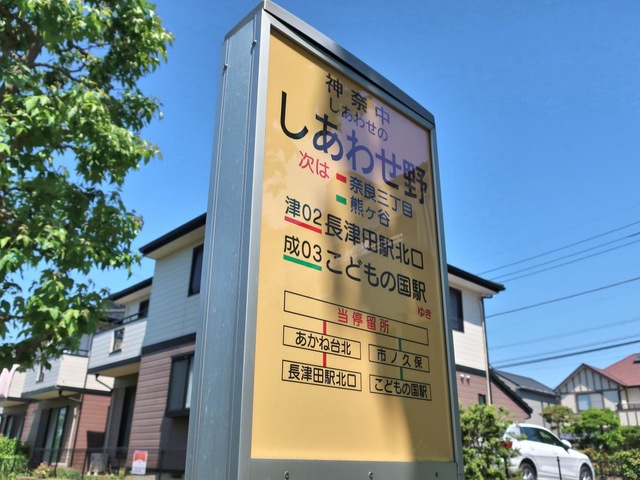 神奈中
しあわせの
しあわせ野
次は 奈良三丁目
熊ヶ谷
津02 長津田駅北口
成03 こどもの国駅
ゆき
当停留所
あかね台北 市ノ久保
長津田駅北口 こどもの国駅